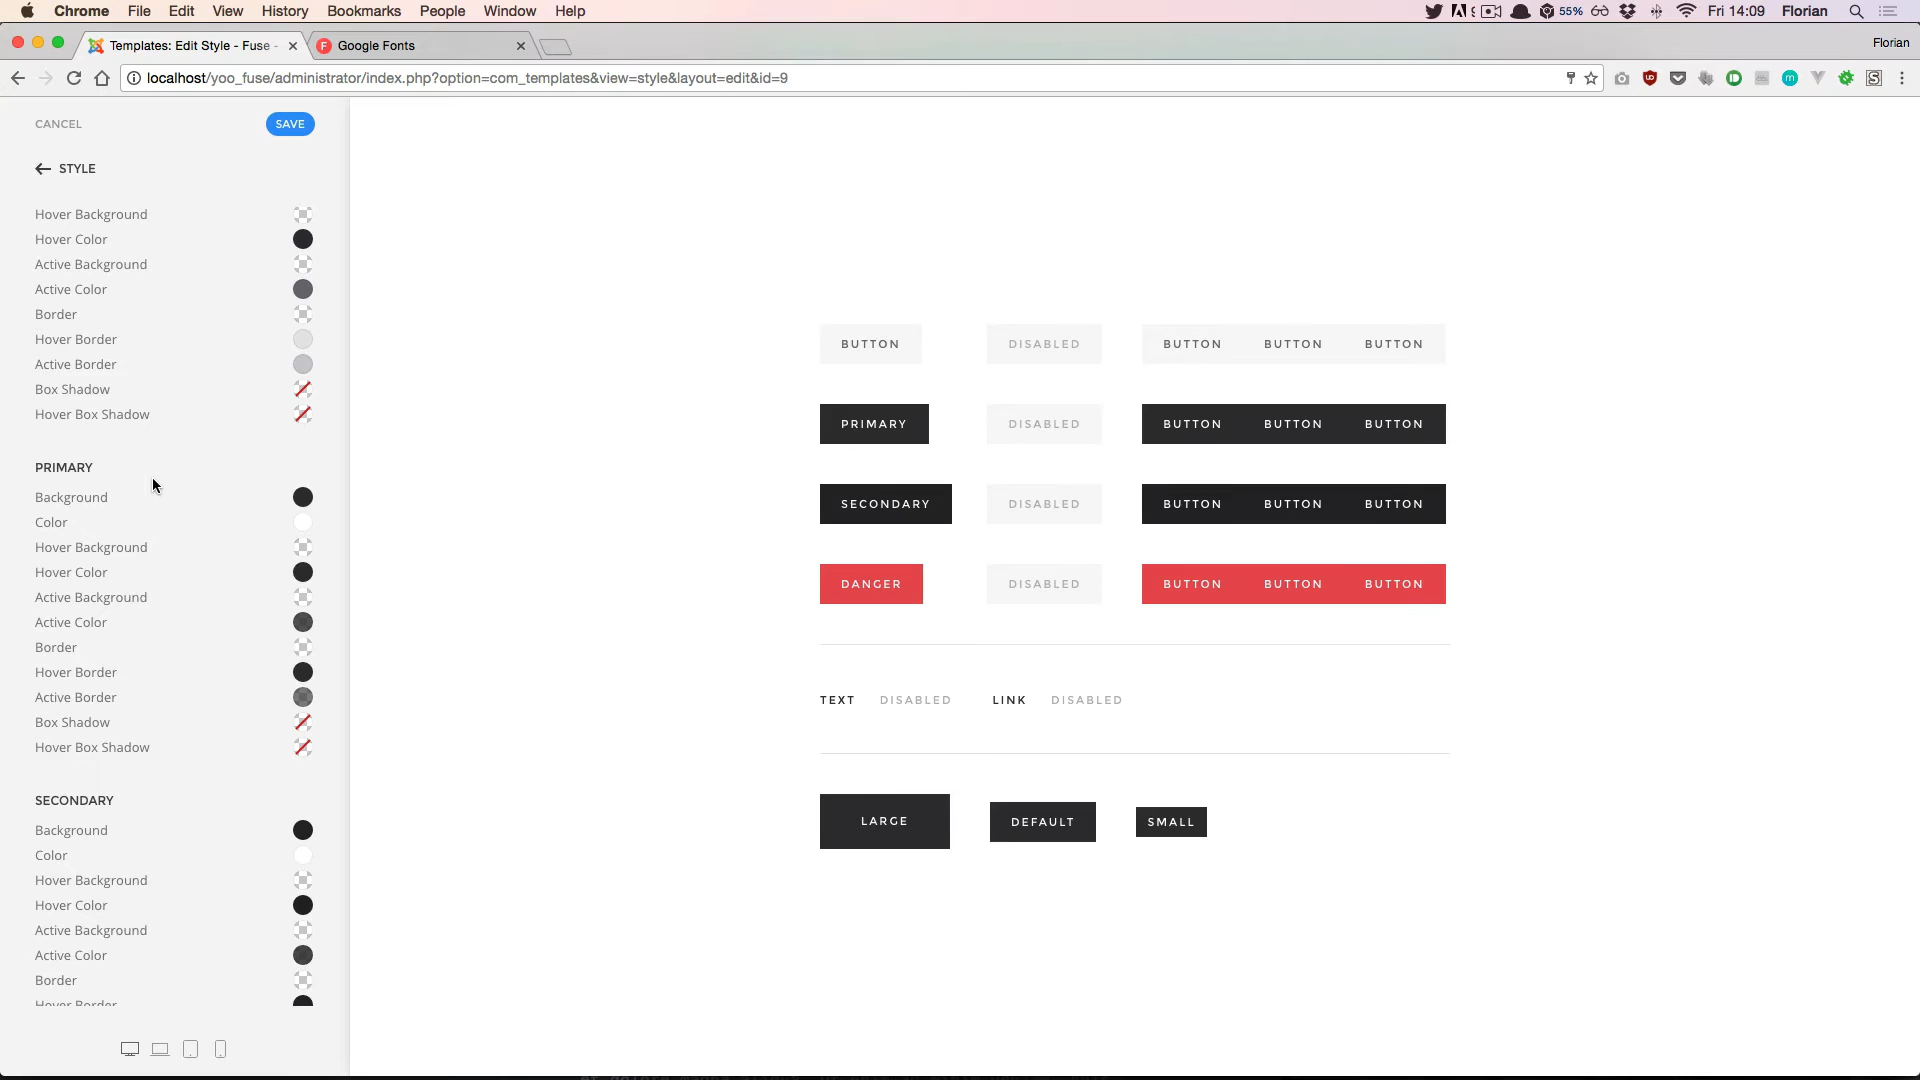 Chrome File Edit View History Bookmarks People Window Help
55% Fri 14:09 Florian
Templates: Edit Style - Fuse -
Google Fonts
Florian
localhost/yoo_fuse/administrator/index.php?option=com_templates&view=style&layout=edit&id=9
CANCEL
SAVE
STYLE
Hover Background
Hover Color
Active Background
Active Color
Border
Hover Border
Active Border
Box Shadow
Hover Box Shadow
PRIMARY
Background
Color
Hover Background
Hover Color
Active Background
Active Color
Border
Hover Border
Active Border
Box Shadow
Hover Box Shadow
SECONDARY
Background
Color
Hover Background
Hover Color
Active Background
Active Color
Border
Hover Border
BUTTON DISABLED BUTTON BUTTON BUTTON
PRIMARY DISABLED BUTTON BUTTON BUTTON
SECONDARY DISABLED BUTTON BUTTON BUTTON
DANGER DISABLED BUTTON BUTTON BUTTON
TEXT DISABLED LINK DISABLED
LARGE DEFAULT SMALL